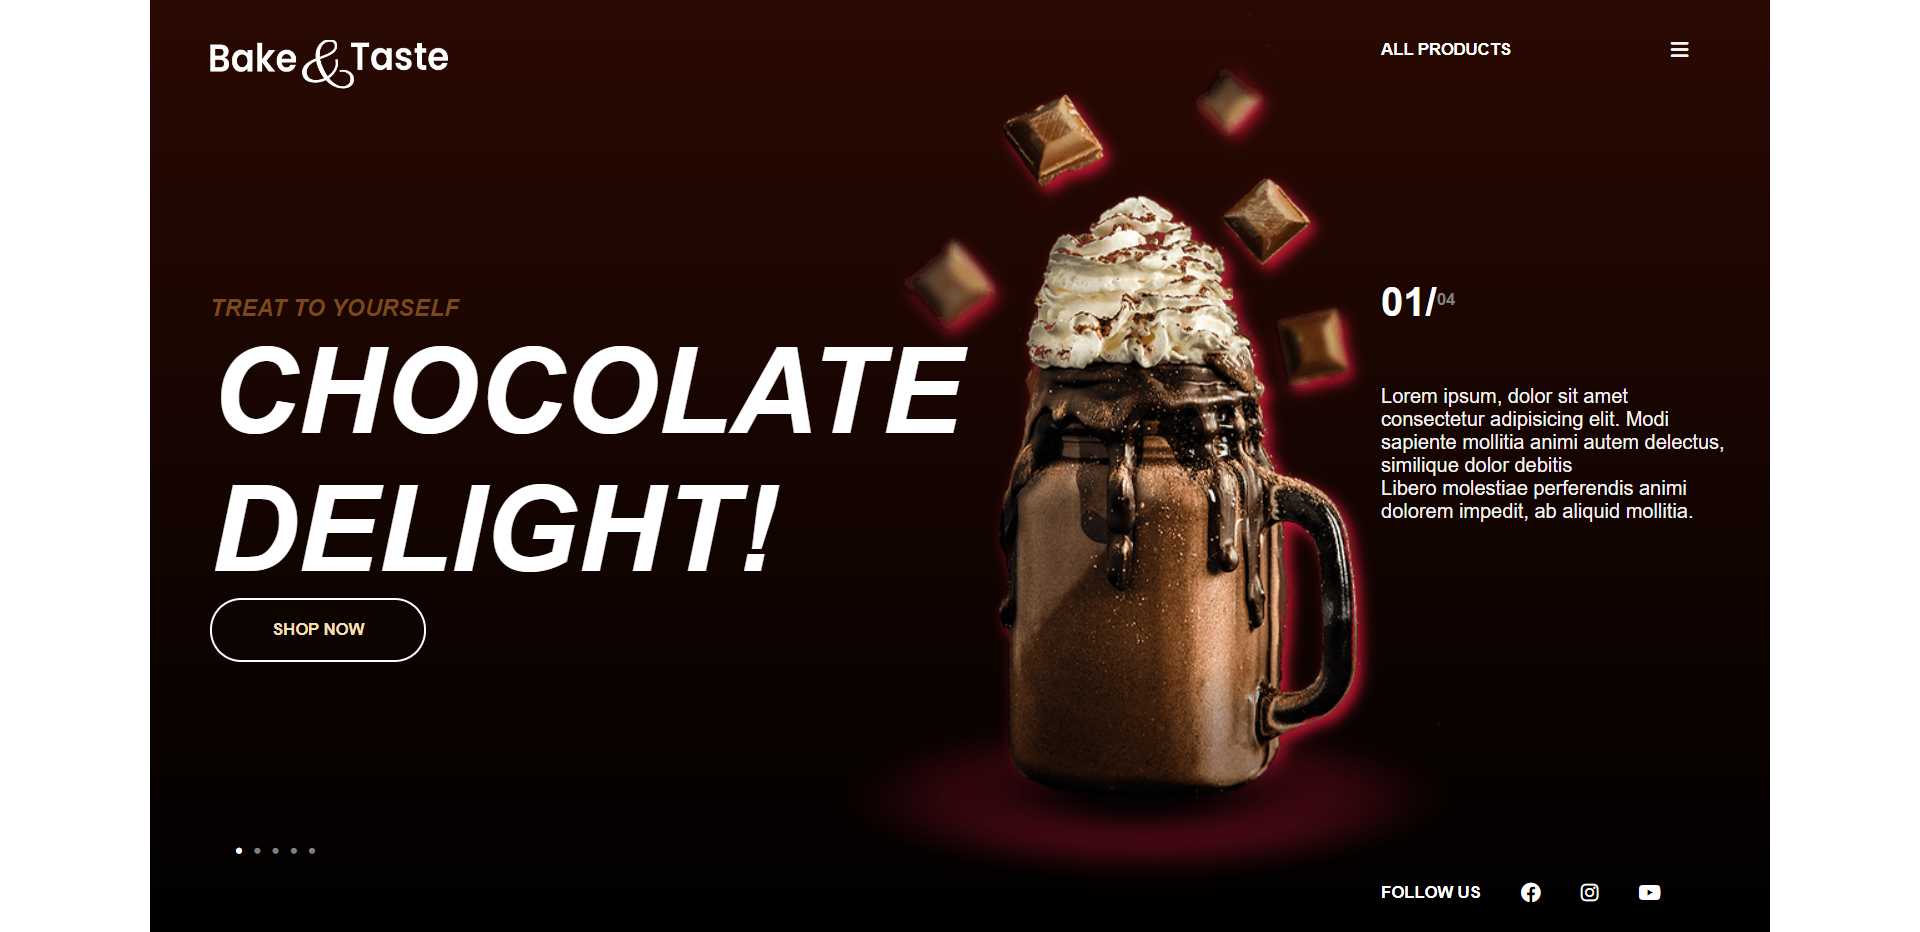 Bake & Taste
ALL PRODUCTS
TREAT TO YOURSELF
CHOCOLATE
DELIGHT!
SHOP NOW
01/04
Lorem ipsum, dolor sit amet
consectetur adipisicing elit. Modi
sapiente mollitia animi autem delectus,
similique dolor debitis
Libero molestiae perferendis animi
dolorem impedit, ab aliquid mollitia.
FOLLOW US